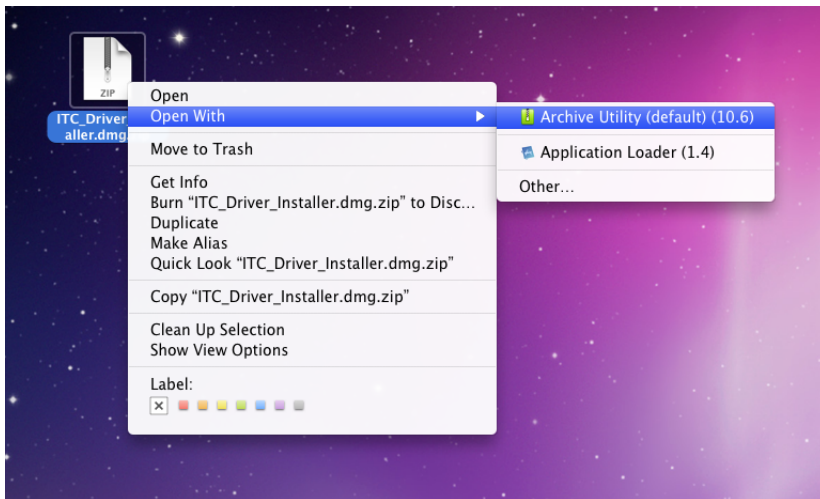 ZIP
ITC_Driver
aller.dmg
Open
Open With
Archive Utility (default) (10.6)
Application Loader (1.4)
Other...
Move to Trash
Get Info
Burn “ITC_Driver_Installer.dmg.zip” to Disc...
Duplicate
Make Alias
Quick Look “ITC_Driver_Installer.dmg.zip”
Copy “ITC_Driver_Installer.dmg.zip”
Clean Up Selection
Show View Options
Label: